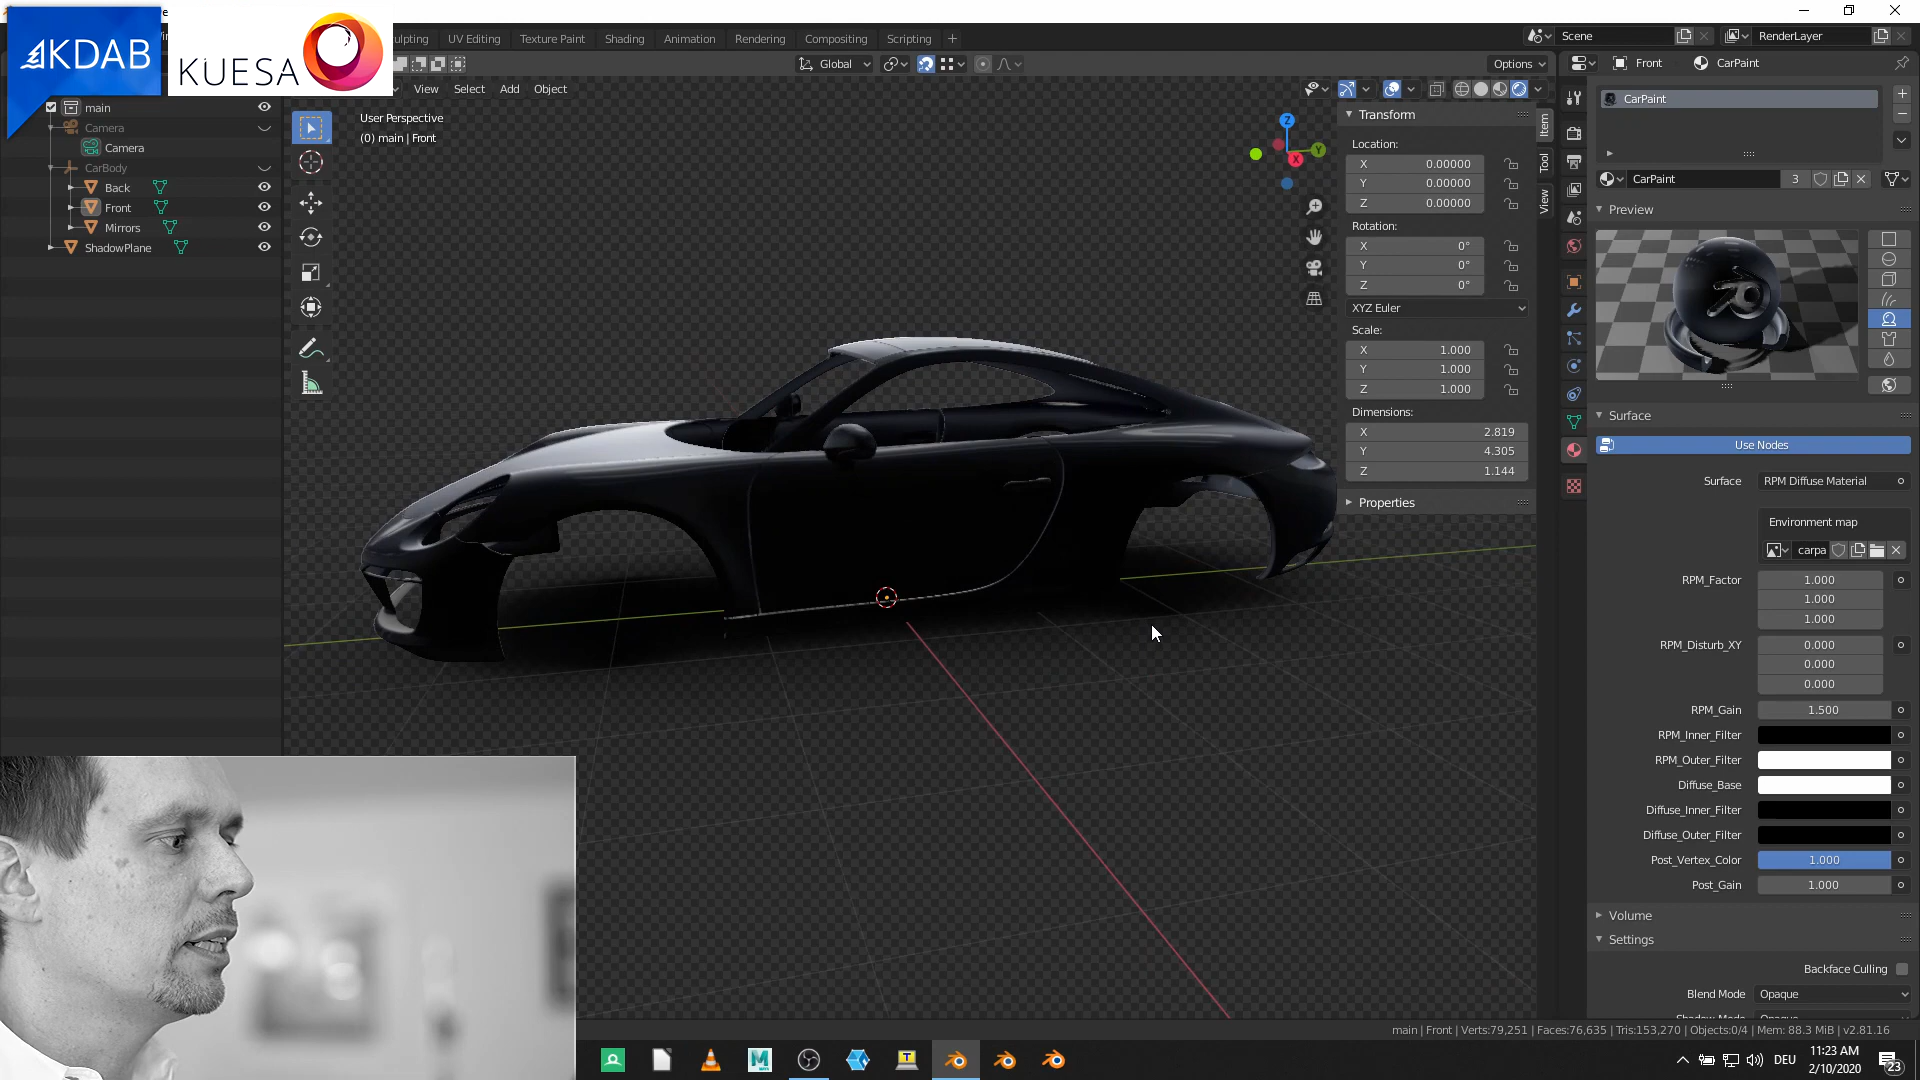 KDAB
KUESA
ulpting
UV Editing
Texture Paint
Shading
Animation
Rendering
Compositing
Scripting
+
Scene
RenderLayer
Global
Options
Front
CarPaint
View
Select
Add
Object
main
Camera
Camera
CarBody
Back
Front
Mirrors
ShadowPlane
User Perspective
(0) main | Front
Z
Y
X
Item
Tool
View
Transform
Location:
X 0.00000
Y 0.00000
Z 0.00000
Rotation:
X 0°
Y 0°
Z 0°
XYZ Euler
Scale:
X 1.000
Y 1.000
Z 1.000
Dimensions:
X 2.819
Y 4.305
Z 1.144
Properties
CarPaint
CarPaint 3
Preview
Surface
Use Nodes
Surface RPM Diffuse Material
Environment map
carpa
RPM_Factor 1.000
1.000
1.000
RPM_Disturb_XY 0.000
0.000
0.000
RPM_Gain 1.500
RPM_Inner_Filter
RPM_Outer_Filter
Diffuse_Base
Diffuse_Inner_Filter
Diffuse_Outer_Filter
Post_Vertex_Color 1.000
Post_Gain 1.000
Volume
Settings
Backface Culling
Blend Mode Opaque
main | Front | Verts:79,251 | Faces:76,635 | Tris:153,270 | Objects:0/4 | Mem: 88.3 MiB | v2.81.16
DEU
11:23 AM
2/10/2020
23